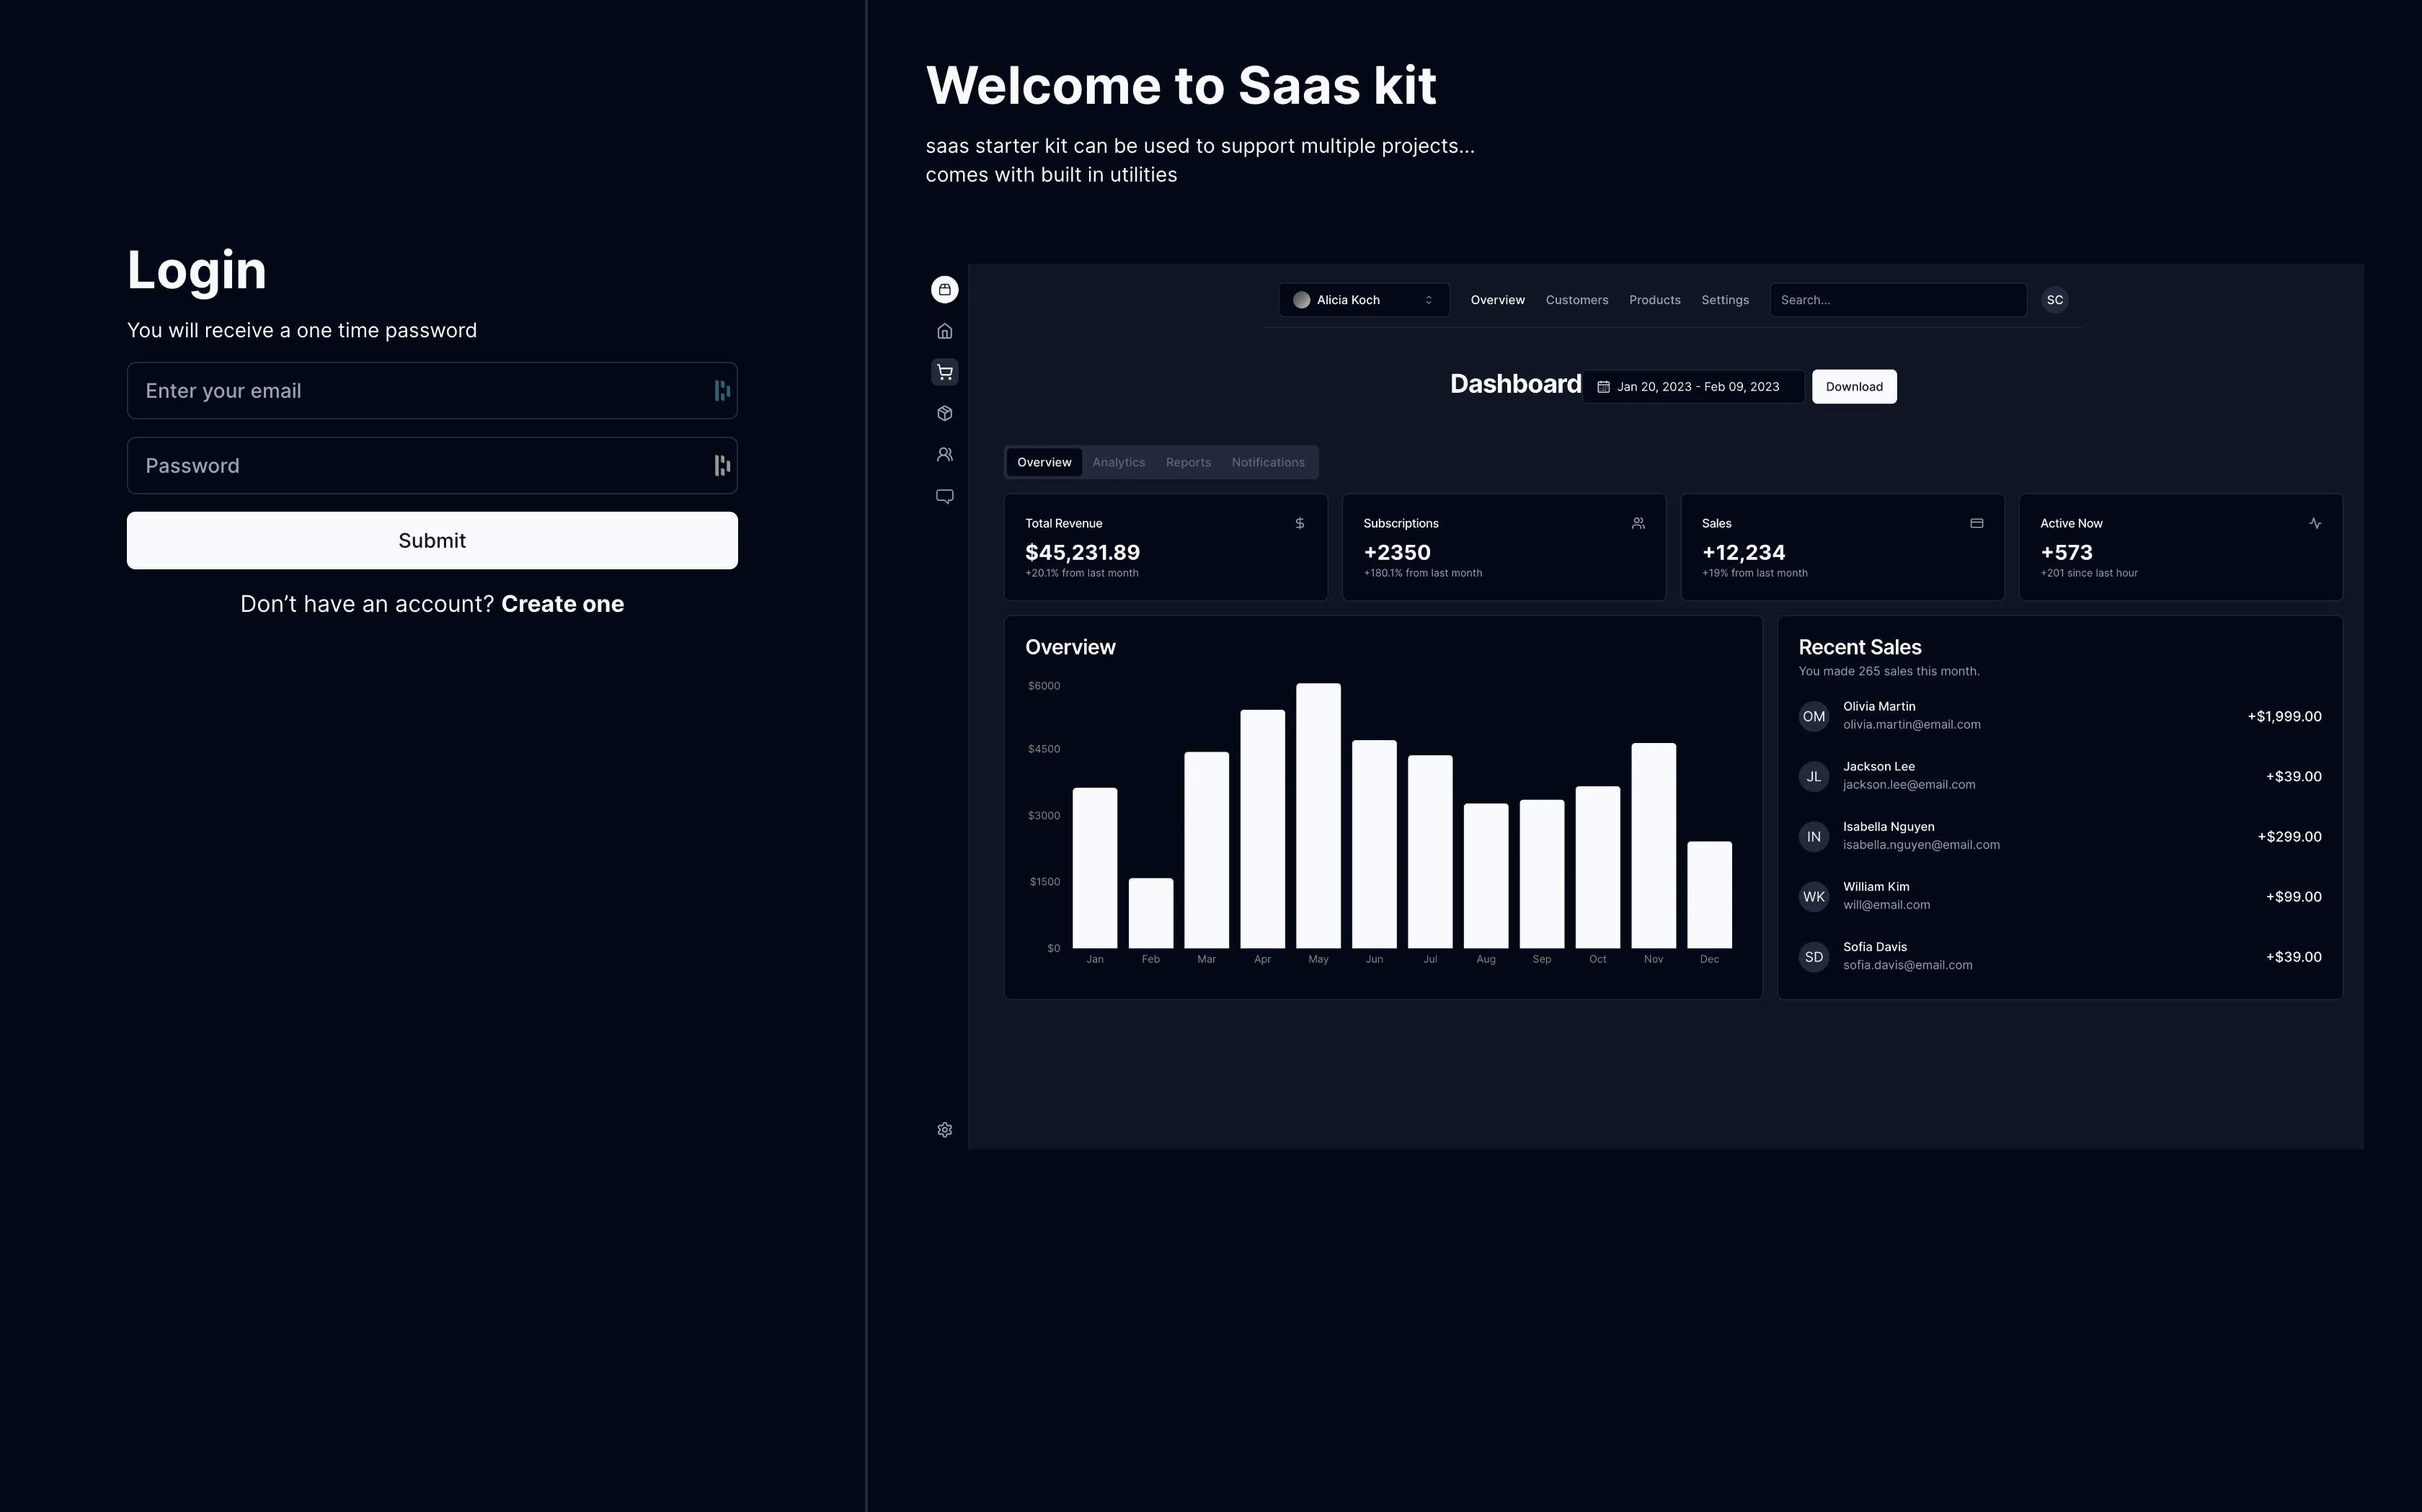 Login
You will receive a one time password
Enter your email
Password
Submit
Don’t have an account? Create one
Welcome to Saas kit
saas starter kit can be used to support multiple projects...
comes with built in utilities
Alicia Koch
Overview Customers Products Settings
Search...
SC
Dashboard
Jan 20, 2023 - Feb 09, 2023
Download
Overview Analytics Reports Notifications
Total Revenue
$
$45,231.89
+20.1% from last month
Subscriptions
+2350
+180.1% from last month
Sales
+12,234
+19% from last month
Active Now
+573
+201 since last hour
Overview
$6000
$4500
$3000
$1500
$0
Jan Feb Mar Apr May Jun Jul Aug Sep Oct Nov Dec
Recent Sales
You made 265 sales this month.
OM
Olivia Martin
olivia.martin@email.com
+$1,999.00
JL
Jackson Lee
jackson.lee@email.com
+$39.00
IN
Isabella Nguyen
isabella.nguyen@email.com
+$299.00
WK
William Kim
will@email.com
+$99.00
SD
Sofia Davis
sofia.davis@email.com
+$39.00